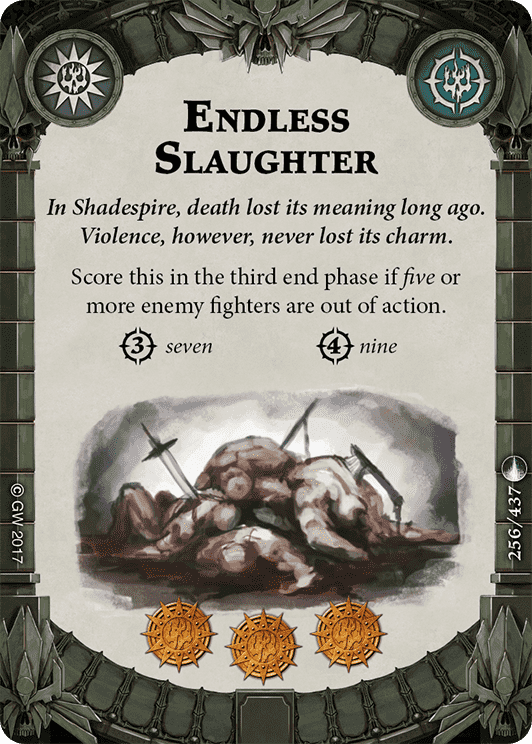 Endless
Slaughter
In Shadespire, death lost its meaning long ago.
Violence, however, never lost its charm.
Score this in the third end phase if five or
more enemy fighters are out of action.
3 seven 4 nine
© GW 2017
256/437